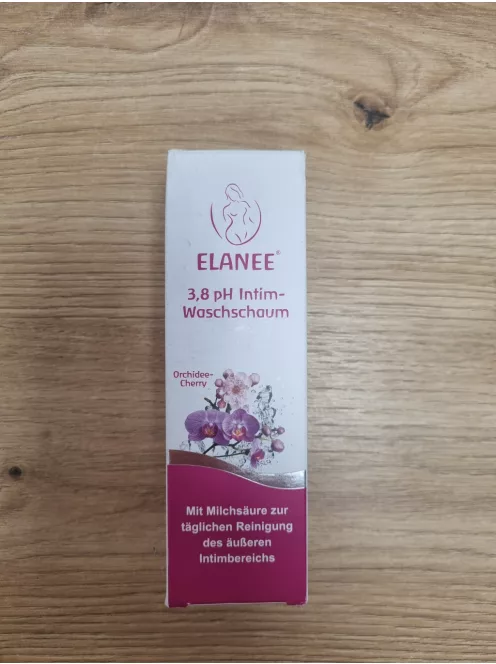 ELANEE©
3,8 pH Intim-
Waschschaum
Orchidee-
Cherry
Mit Milchsäure zur
täglichen Reinigung
des äußeren
Intimbereichs